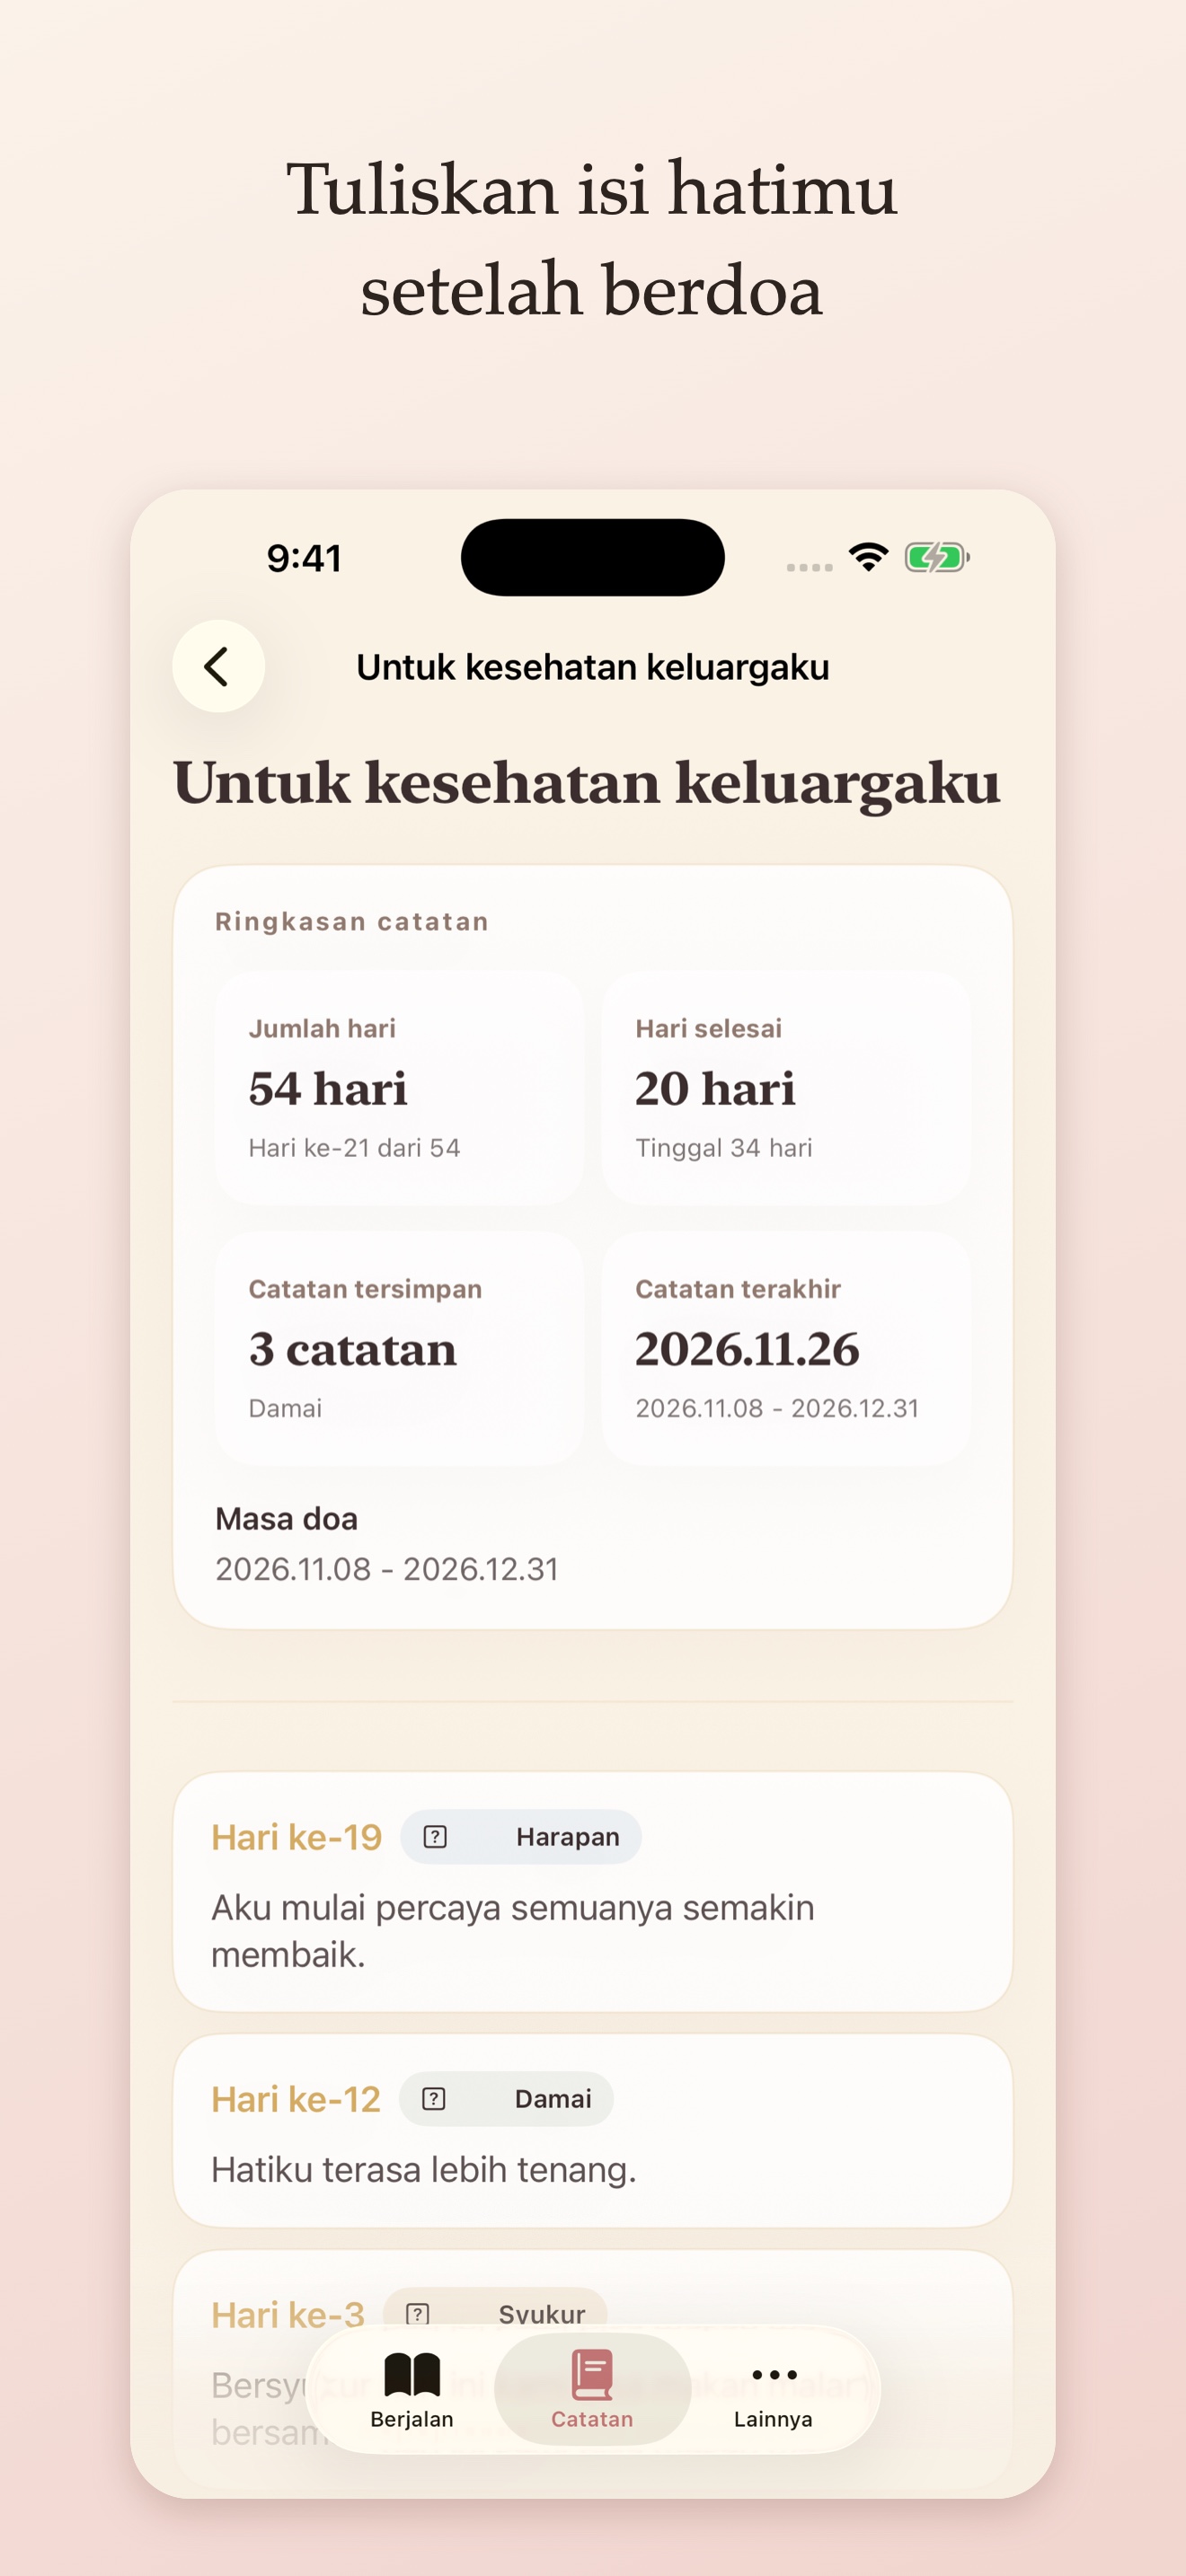 Tuliskan isi hatimu
setelah berdoa
9:41
Untuk kesehatan keluargaku
Untuk kesehatan keluargaku
Ringkasan catatan
Jumlah hari
54 hari
Hari ke-21 dari 54
Hari selesai
20 hari
Tinggal 34 hari
Catatan tersimpan
3 catatan
Damai
Catatan terakhir
2026.11.26
2026.11.08 - 2026.12.31
Masa doa
2026.11.08 - 2026.12.31
Hari ke-19 Harapan
Aku mulai percaya semuanya semakin
membaik.
Hari ke-12 Damai
Hatiku terasa lebih tenang.
Hari ke-3 Syukur
Berjalan
Catatan
Lainnya